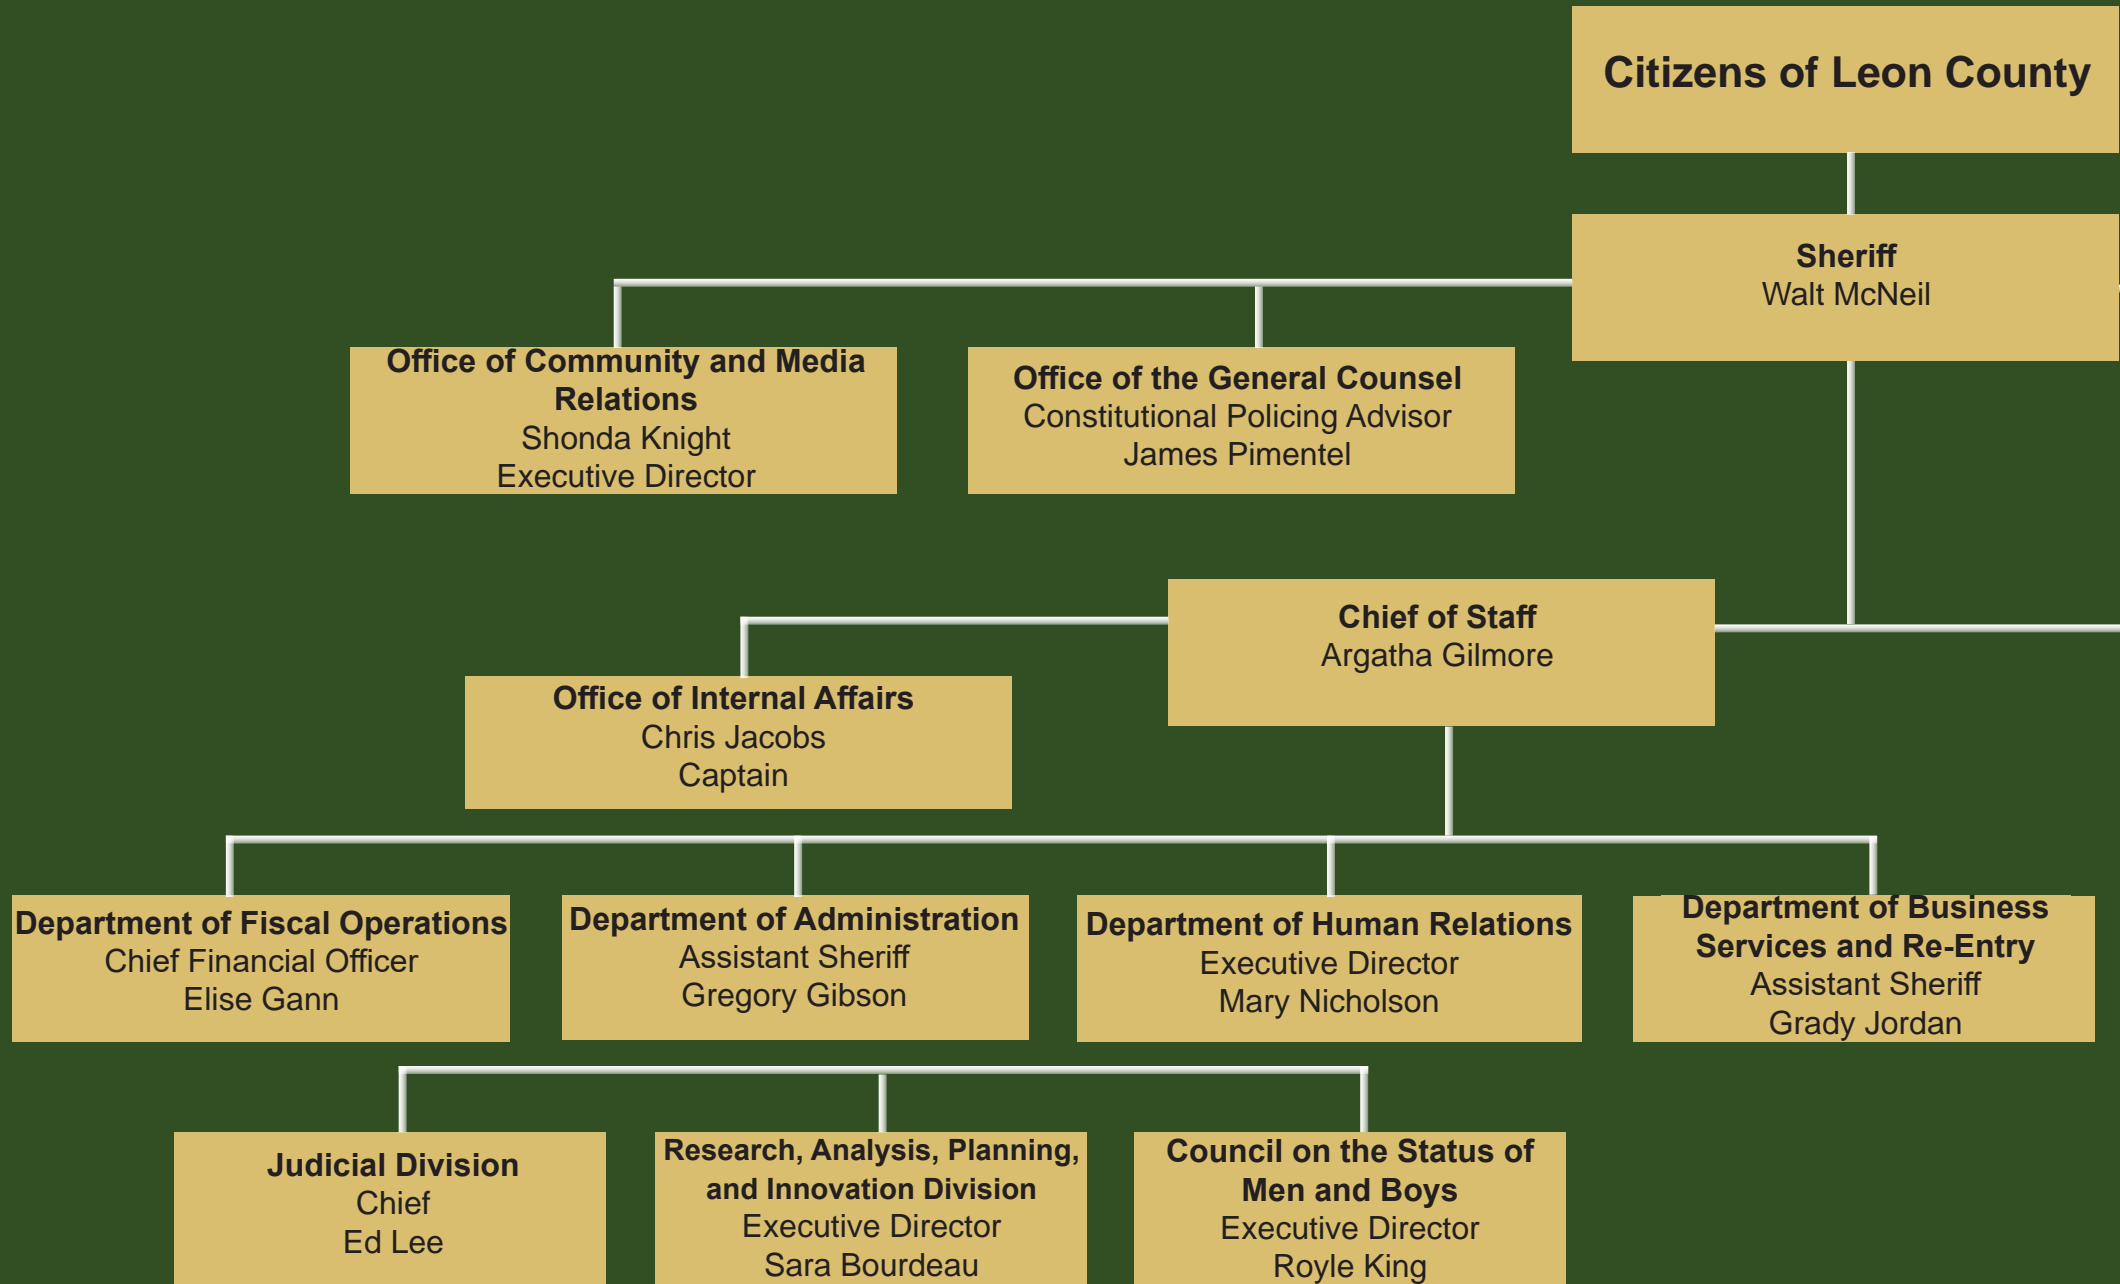 Citizens of Leon County
Sheriff
Walt McNeil
Office of Community and Media
Relations
Shonda Knight
Executive Director
Office of the General Counsel
Constitutional Policing Advisor
James Pimentel
Chief of Staff
Argatha Gilmore
Office of Internal Affairs
Chris Jacobs
Captain
Department of Fiscal Operations
Chief Financial Officer
Elise Gann
Department of Administration
Assistant Sheriff
Gregory Gibson
Department of Human Relations
Executive Director
Mary Nicholson
Department of Business
Services and Re-Entry
Assistant Sheriff
Grady Jordan
Judicial Division
Chief
Ed Lee
Research, Analysis, Planning,
and Innovation Division
Executive Director
Sara Bourdeau
Council on the Status of
Men and Boys
Executive Director
Royle King